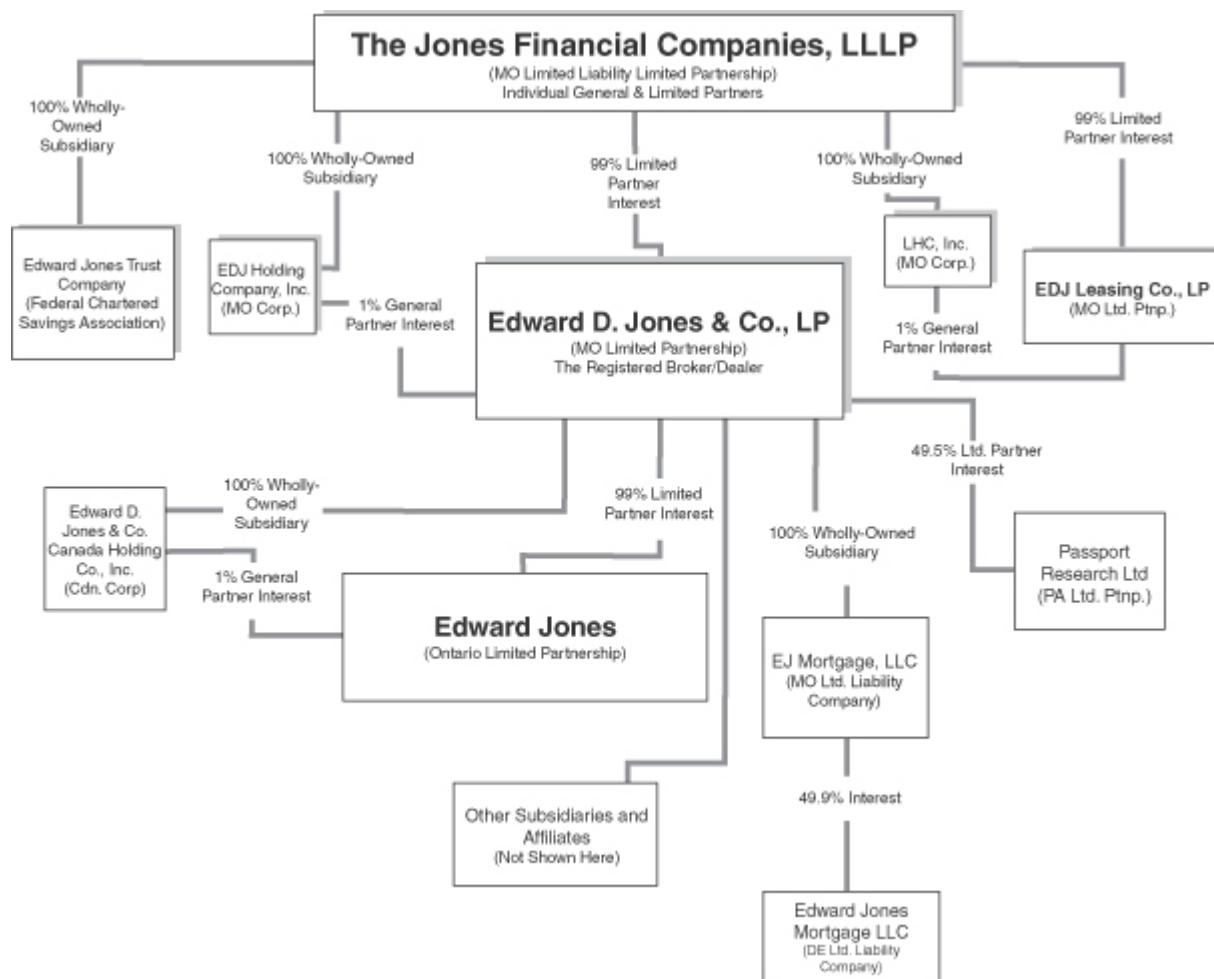 The Jones Financial Companies, LLLP
(MO Limited Liability Limited Partnership)
Individual General & Limited Partners
100% Wholly-
Owned
Subsidiary
100% Wholly-Owned
Subsidiary
99% Limited
Partner
Interest
100% Wholly-Owned
Subsidiary
99% Limited
Partner Interest
Edward Jones Trust
Company
(Federal Chartered
Savings Association)
EDJ Holding
Company, Inc.
(MO Corp.)
1% General
Partner Interest
Edward D. Jones & Co., LP
(MO Limited Partnership)
The Registered Broker/Dealer
LHC, Inc.
(MO Corp.)
1% General
Partner Interest
EDJ Leasing Co., LP
(MO Ltd. Ptnp.)
49.5% Ltd. Partner
Interest
Edward D.
Jones & Co.
Canada Holding
Co., Inc.
(Cdn. Corp)
100% Wholly-
Owned
Subsidiary
1% General
Partner Interest
99% Limited
Partner Interest
100% Wholly-Owned
Subsidiary
Passport
Research Ltd
(PA Ltd. Ptnp.)
Edward Jones
(Ontario Limited Partnership)
EJ Mortgage, LLC
(MO Ltd. Liability
Company)
Other Subsidiaries and
Affiliates
(Not Shown Here)
49.9% Interest
Edward Jones
Mortgage LLC
(DE Ltd. Liability
Company)